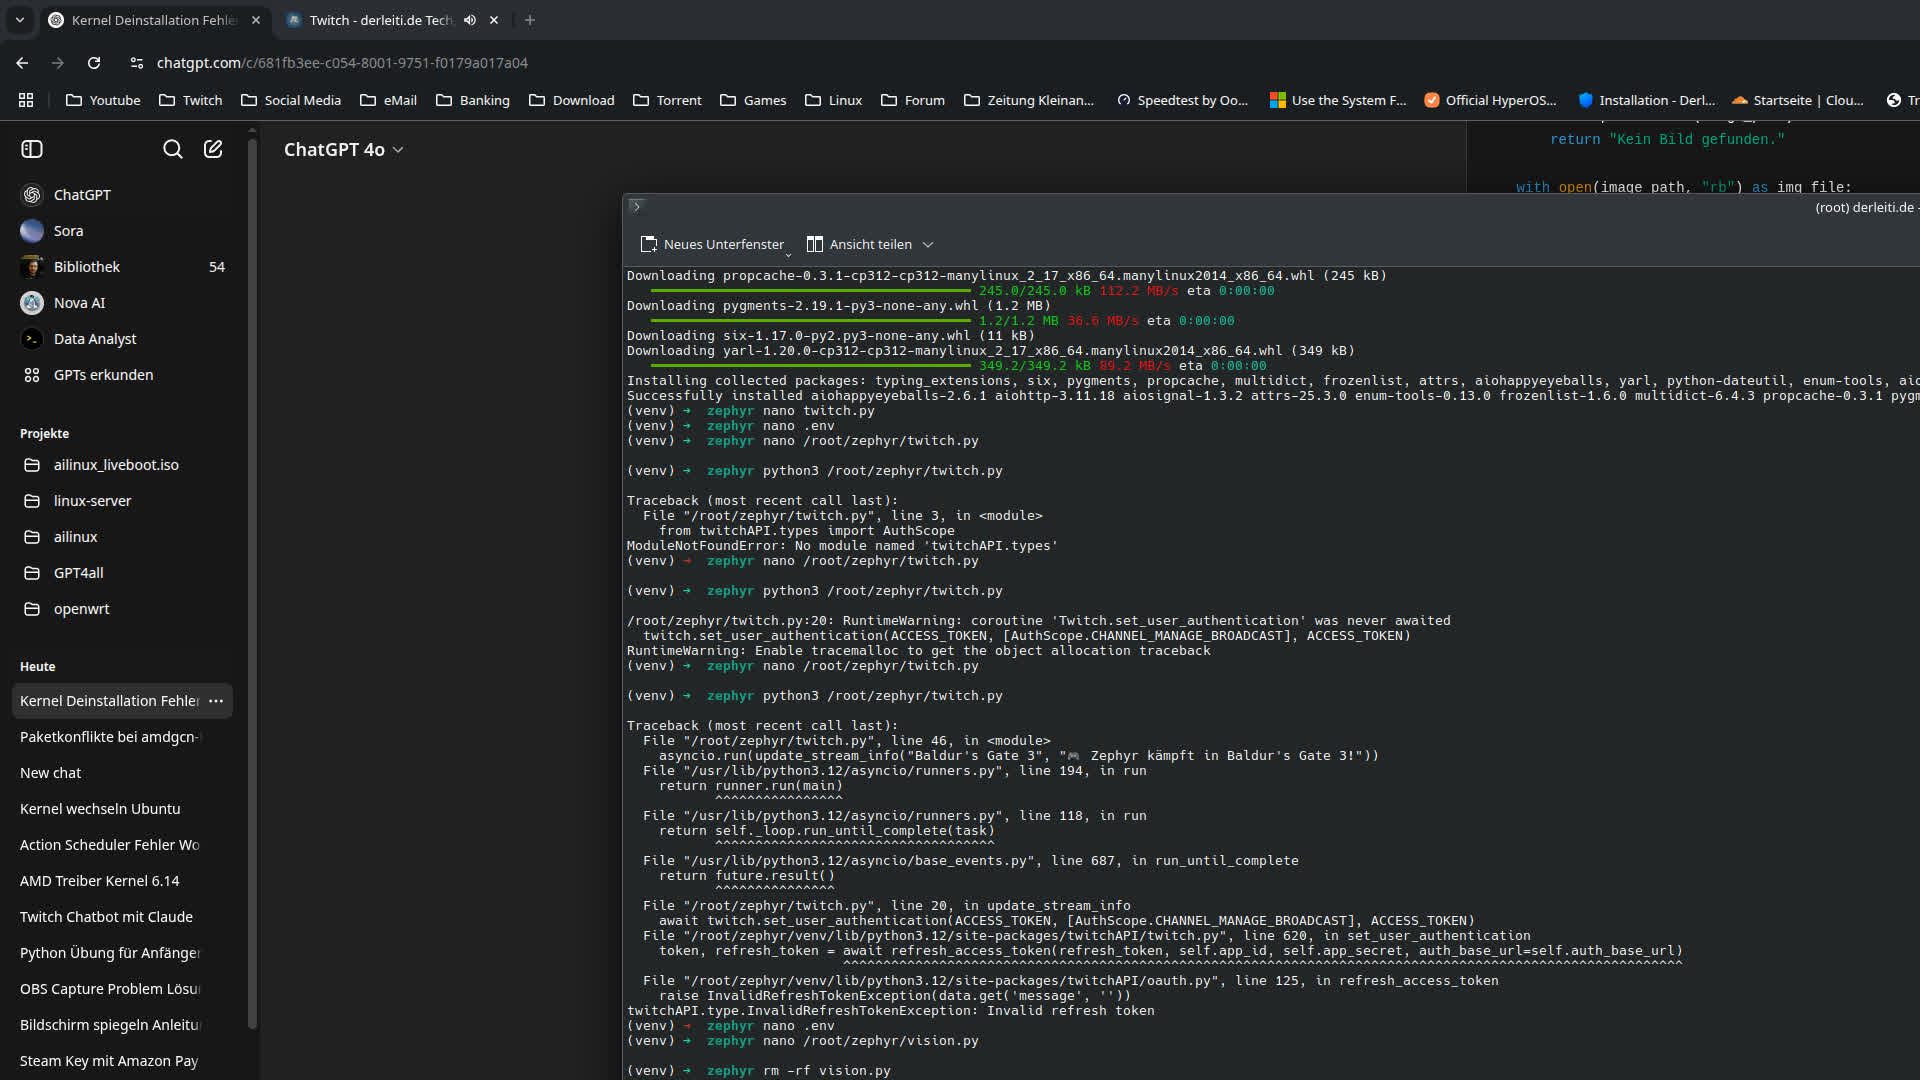 Kernel Deinstallation Fehle
Twitch - derleiti.de Tech
chatgpt.com/c/681fb3ee-c054-8001-9751-f0179a017a04
Youtube
Twitch
Social Media
eMail
Banking
Download
Torrent
Games
Linux
Forum
Zeitung Kleinan...
Speedtest by Oo...
Use the System F...
Official HyperOS...
Installation - Derl...
Startseite | Clou...
Tr
ChatGPT 4o
ChatGPT
Sora
Bibliothek 54
Nova AI
Data Analyst
GPTs erkunden
Projekte
ailinux_liveboot.iso
linux-server
ailinux
GPT4all
openwrt
Heute
Kernel Deinstallation Fehler ...
Paketkonflikte bei amdgcn-
New chat
Kernel wechseln Ubuntu
Action Scheduler Fehler Wo
AMD Treiber Kernel 6.14
Twitch Chatbot mit Claude
Python Übung für Anfänger
OBS Capture Problem Lösu
Bildschirm spiegeln Anleitu
Steam Key mit Amazon Pay
return "Kein Bild gefunden."
with open(image_path, "rb") as img_file:
(root) derleiti.de -
Neues Unterfenster
Ansicht teilen
Downloading propcache-0.3.1-cp312-cp312-manylinux_2_17_x86_64.manylinux2014_x86_64.whl (245 kB)
245.0/245.0 kB 112.2 MB/s eta 0:00:00
Downloading pygments-2.19.1-py3-none-any.whl (1.2 MB)
1.2/1.2 MB 36.6 MB/s eta 0:00:00
Downloading six-1.17.0-py2.py3-none-any.whl (11 kB)
Downloading yarl-1.20.0-cp312-cp312-manylinux_2_17_x86_64.manylinux2014_x86_64.whl (349 kB)
349.2/349.2 kB 89.2 MB/s eta 0:00:00
Installing collected packages: typing_extensions, six, pygments, propcache, multidict, frozenlist, attrs, aiohappyeyeballs, yarl, python-dateutil, enum-tools, aio
Successfully installed aiohappyeyeballs-2.6.1 aiohttp-3.11.18 aiosignal-1.3.2 attrs-25.3.0 enum-tools-0.13.0 frozenlist-1.6.0 multidict-6.4.3 propcache-0.3.1 pygm
(venv) → zephyr nano twitch.py
(venv) → zephyr nano .env
(venv) → zephyr nano /root/zephyr/twitch.py
(venv) → zephyr python3 /root/zephyr/twitch.py
Traceback (most recent call last):
File "/root/zephyr/twitch.py", line 3, in <module>
from twitchAPI.types import AuthScope
ModuleNotFoundError: No module named 'twitchAPI.types'
(venv) → zephyr nano /root/zephyr/twitch.py
(venv) → zephyr python3 /root/zephyr/twitch.py
/root/zephyr/twitch.py:20: RuntimeWarning: coroutine 'Twitch.set_user_authentication' was never awaited
twitch.set_user_authentication(ACCESS_TOKEN, [AuthScope.CHANNEL_MANAGE_BROADCAST], ACCESS_TOKEN)
RuntimeWarning: Enable tracemalloc to get the object allocation traceback
(venv) → zephyr nano /root/zephyr/twitch.py
(venv) → zephyr python3 /root/zephyr/twitch.py
Traceback (most recent call last):
File "/root/zephyr/twitch.py", line 46, in <module>
asyncio.run(update_stream_info("Baldur's Gate 3", "🎮 Zephyr kämpft in Baldur's Gate 3!"))
File "/usr/lib/python3.12/asyncio/runners.py", line 194, in run
return runner.run(main)
^^^^^^^^^^^^^^^^
File "/usr/lib/python3.12/asyncio/runners.py", line 118, in run
return self._loop.run_until_complete(task)
^^^^^^^^^^^^^^^^^^^^^^^^^^^^^^^^^^^
File "/usr/lib/python3.12/asyncio/base_events.py", line 687, in run_until_complete
return future.result()
^^^^^^^^^^^^^^^
File "/root/zephyr/twitch.py", line 20, in update_stream_info
await twitch.set_user_authentication(ACCESS_TOKEN, [AuthScope.CHANNEL_MANAGE_BROADCAST], ACCESS_TOKEN)
File "/root/zephyr/venv/lib/python3.12/site-packages/twitchAPI/twitch.py", line 620, in set_user_authentication
token, refresh_token = await refresh_access_token(refresh_token, self.app_id, self.app_secret, auth_base_url=self.auth_base_url)
^^^^^^^^^^^^^^^^^^^^^^^^^^^^^^^^^^^^^^^^^^^^^^^^^^^^^^^^^^^^^^^^^^^^^^^^^^^^^^^^^^^^^^^^^^^^^^^^^^^^^^^^^
File "/root/zephyr/venv/lib/python3.12/site-packages/twitchAPI/oauth.py", line 125, in refresh_access_token
raise InvalidRefreshTokenException(data.get('message', ''))
twitchAPI.type.InvalidRefreshTokenException: Invalid refresh token
(venv) → zephyr nano .env
(venv) → zephyr nano /root/zephyr/vision.py
(venv) → zephyr rm -rf vision.py